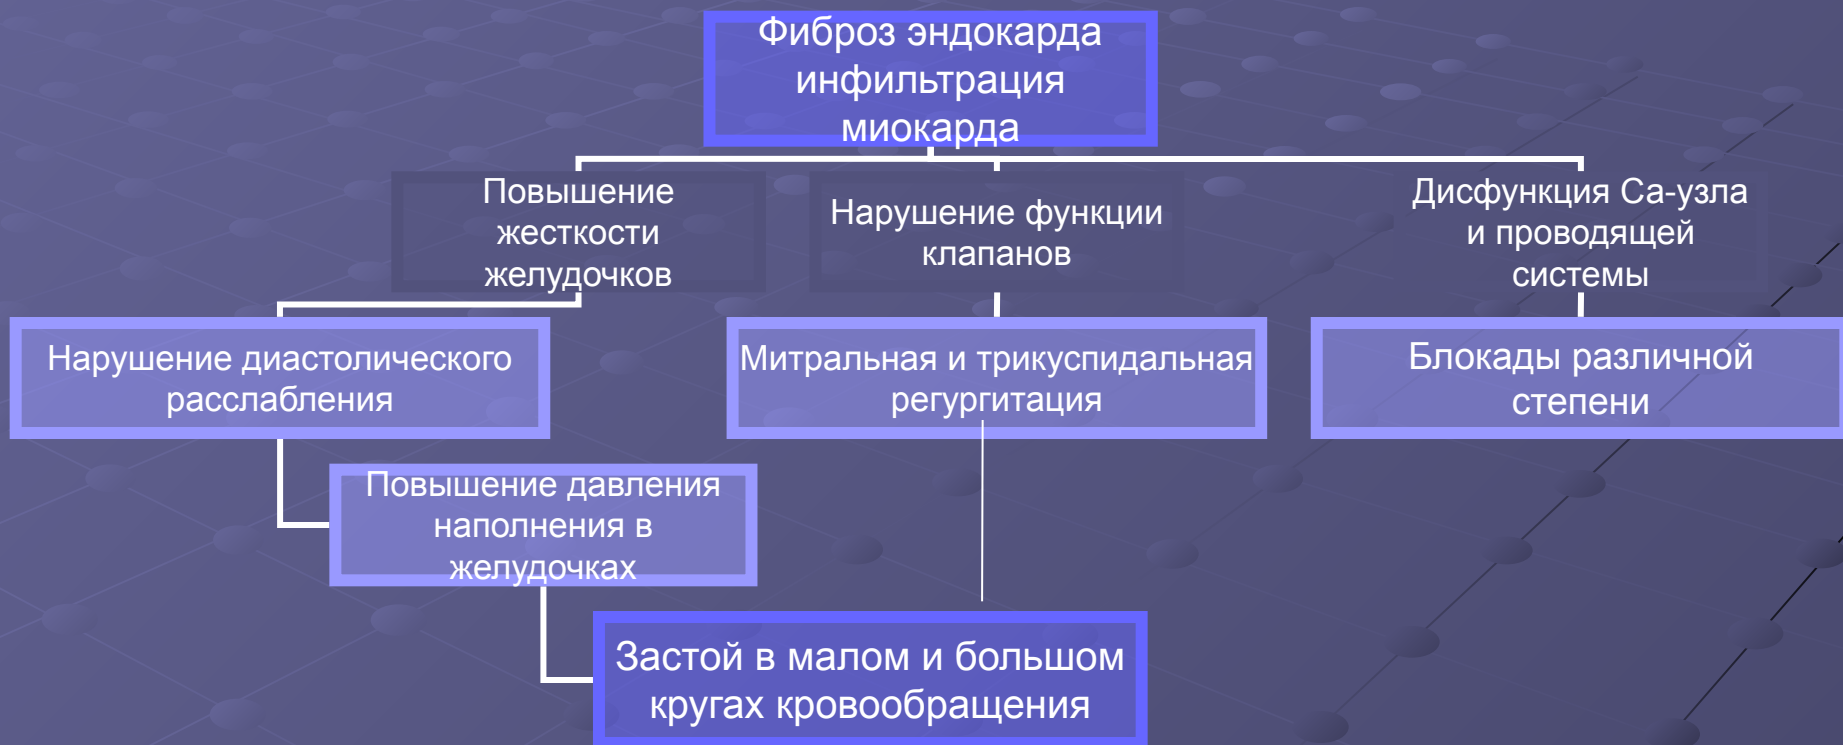 Фиброз эндокарда
инфильтрация
миокарда
Повышение
жесткости
желудочков
Нарушение функции
клапанов
Дисфункция Са-узла
и проводящей
системы
Нарушение диастолического
расслабления
Митральная и трикуспидальная
регургитация
Блокады различной
степени
Повышение давления
наполнения в
желудочках
Застой в малом и большом
кругах кровообращения